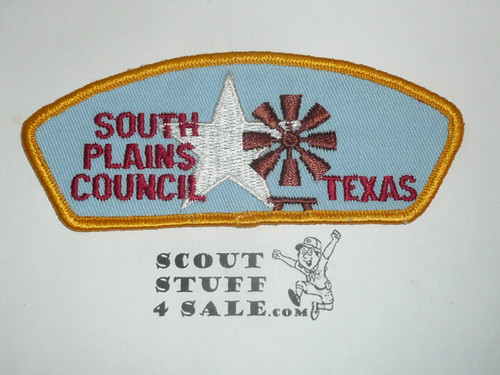 SOUTH
PLAINS
COUNCIL TEXAS
SCOUT
STUFF
4 SALE.com